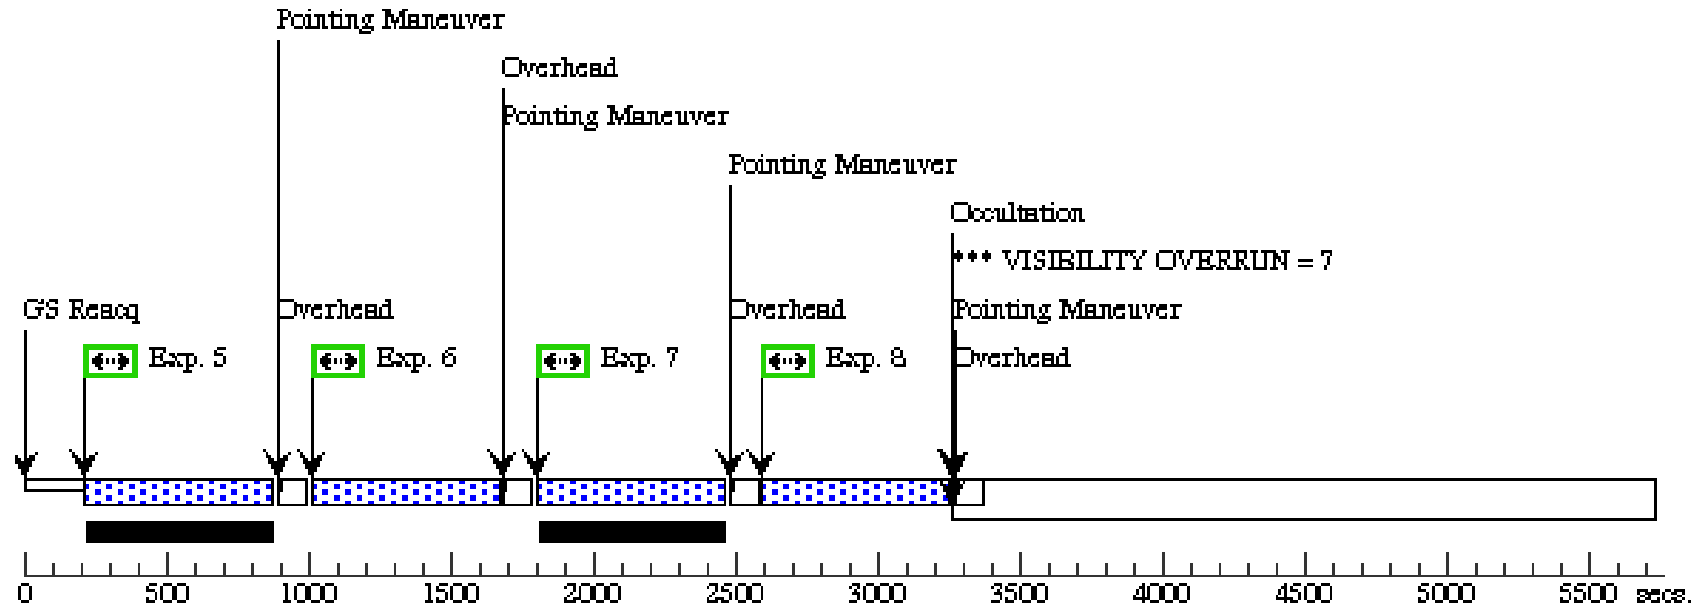 Pointing Maneuver
Overhead
Pointing Maneuver
Pointing Maneuver
Occultation
*** VISIBILITY OVERRUN = 7
GS Reacq
Overhead
Overhead
Pointing Maneuver
Exp. 5
Exp. 6
Exp. 7
Exp. 8
Overhead
0 500 1000 1500 2000 2500 3000 3500 4000 4500 5000 5500 secs.